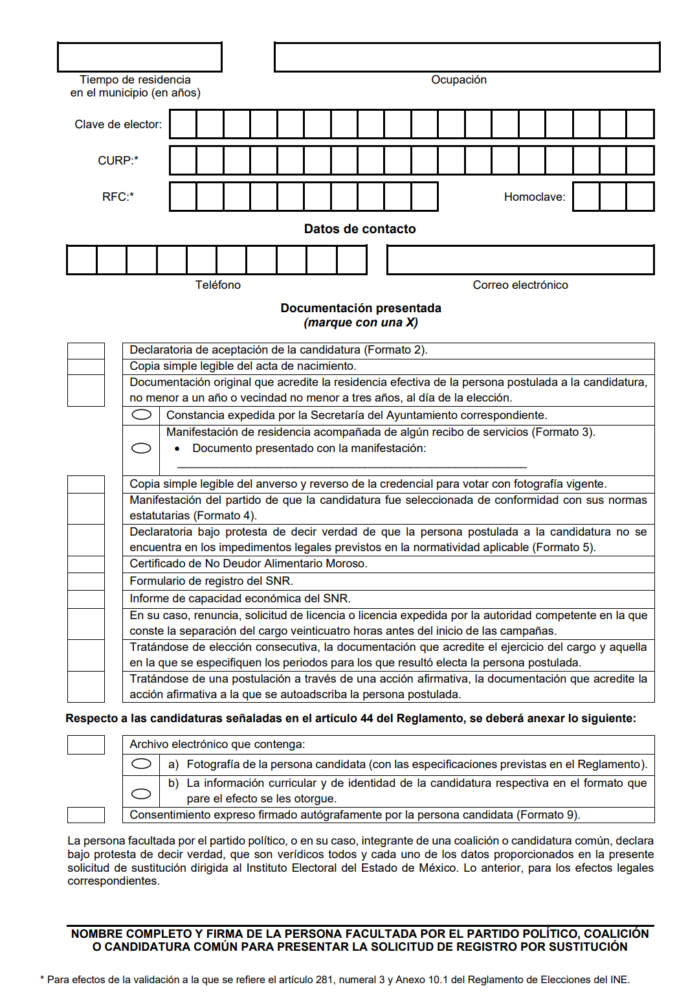 Tiempo de residencia
en el municipio (en años)
Ocupación
Clave de elector:
CURP:*
RFC:*
Homoclave:
Datos de contacto
Teléfono
Correo electrónico
Documentación presentada
(marque con una X)
Declaratoria de aceptación de la candidatura (Formato 2).
Copia simple legible del acta de nacimiento.
Documentación original que acredite la residencia efectiva de la persona postulada a la candidatura,
no menor a un año o vecindad no menor a tres años, al día de la elección.
Constancia expedida por la Secretaría del Ayuntamiento correspondiente.
Manifestación de residencia acompañada de algún recibo de servicios (Formato 3).
• Documento presentado con la manifestación:
Copia simple legible del anverso y reverso de la credencial para votar con fotografía vigente.
Manifestación del partido de que la candidatura fue seleccionada de conformidad con sus normas
estatutarias (Formato 4).
Declaratoria bajo protesta de decir verdad de que la persona postulada a la candidatura no se
encuentra en los impedimentos legales previstos en la normatividad aplicable (Formato 5).
Certificado de No Deudor Alimentario Moroso.
Formulario de registro del SNR.
Informe de capacidad económica del SNR.
En su caso, renuncia, solicitud de licencia o licencia expedida por la autoridad competente en la que
conste la separación del cargo veinticuatro horas antes del inicio de las campañas.
Tratándose de elección consecutiva, la documentación que acredite el ejercicio del cargo y aquella
en la que se especifiquen los periodos para los que resultó electa la persona postulada.
Tratándose de una postulación a través de una acción afirmativa, la documentación que acredite la
acción afirmativa a la que se autoadscriba la persona postulada.
Respecto a las candidaturas señaladas en el artículo 44 del Reglamento, se deberá anexar lo siguiente:
Archivo electrónico que contenga:
a) Fotografía de la persona candidata (con las especificaciones previstas en el Reglamento).
b) La información curricular y de identidad de la candidatura respectiva en el formato que
pare el efecto se les otorgue.
Consentimiento expreso firmado autógrafamente por la persona candidata (Formato 9).
La persona facultada por el partido político, o en su caso, integrante de una coalición o candidatura común, declara
bajo protesta de decir verdad, que son verídicos todos y cada uno de los datos proporcionados en la presente
solicitud de sustitución dirigida al Instituto Electoral del Estado de México. Lo anterior, para los efectos legales
correspondientes.
NOMBRE COMPLETO Y FIRMA DE LA PERSONA FACULTADA POR EL PARTIDO POLÍTICO, COALICIÓN
O CANDIDATURA COMÚN PARA PRESENTAR LA SOLICITUD DE REGISTRO POR SUSTITUCIÓN
* Para efectos de la validación a la que se refiere el artículo 281, numeral 3 y Anexo 10.1 del Reglamento de Elecciones del INE.